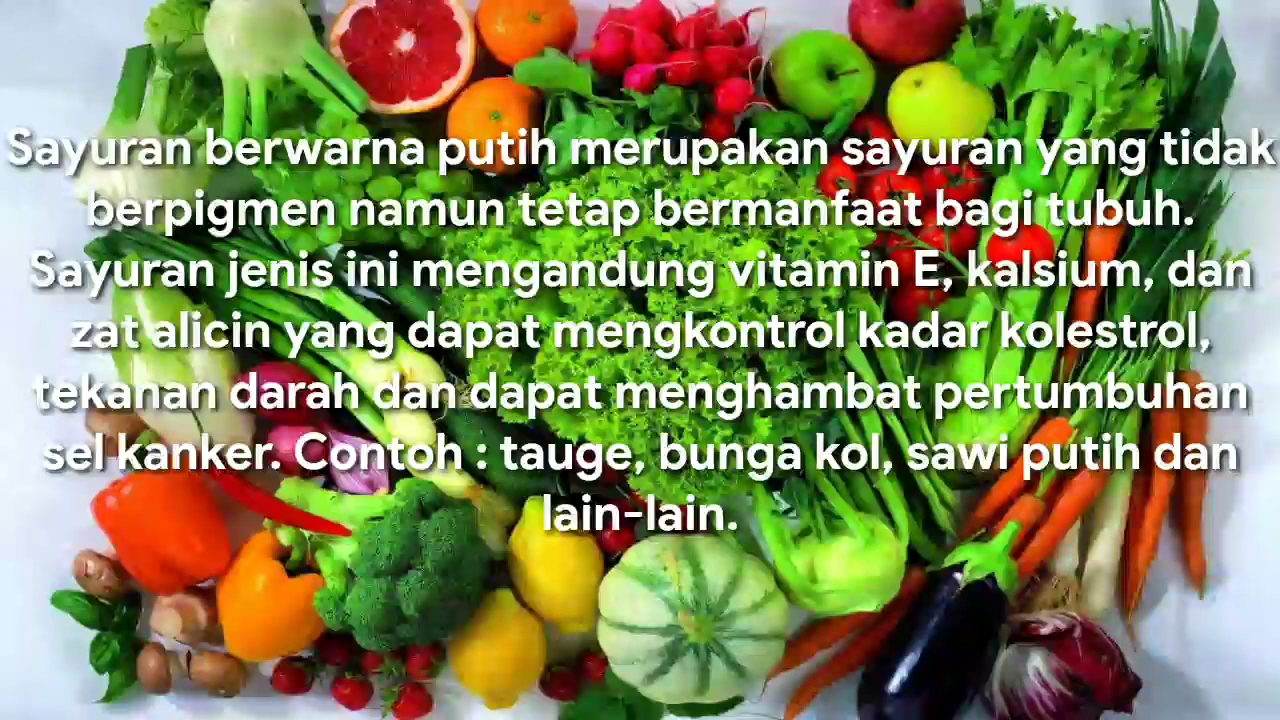 Sayuran berwarna putih merupakan sayuran yang tidak
berpigmen namun tetap bermanfaat bagi tubuh.
Sayuran jenis ini mengandung vitamin E, kalsium, dan
zat alicin yang dapat mengkontrol kadar kolestrol,
tekanan darah dan dapat menghambat pertumbuhan
sel kanker. Contoh : tauge, bunga kol, sawi putih dan
lain-lain.